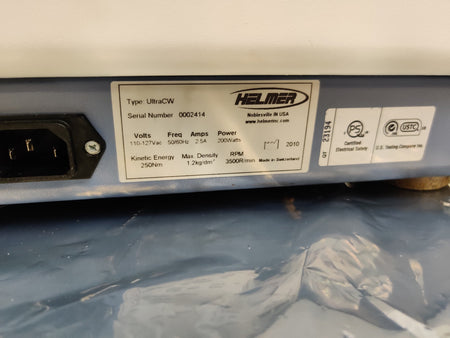 Type: UltraCW
HELMER
Serial Number 0002414
Noblesville IN USA
www.helmerinc.com
Volts Freq Amps Power
110-127Vac 50/60Hz 2.5A 200Watts
2010
Kinetic Energy Max. Density RPM
250Nm 1.2kg/dm³ 3500R/min
Made in Switzerland
QT 23194
PS
Certified
Electrical Safety
USTC
U.S. Testing Company Inc.